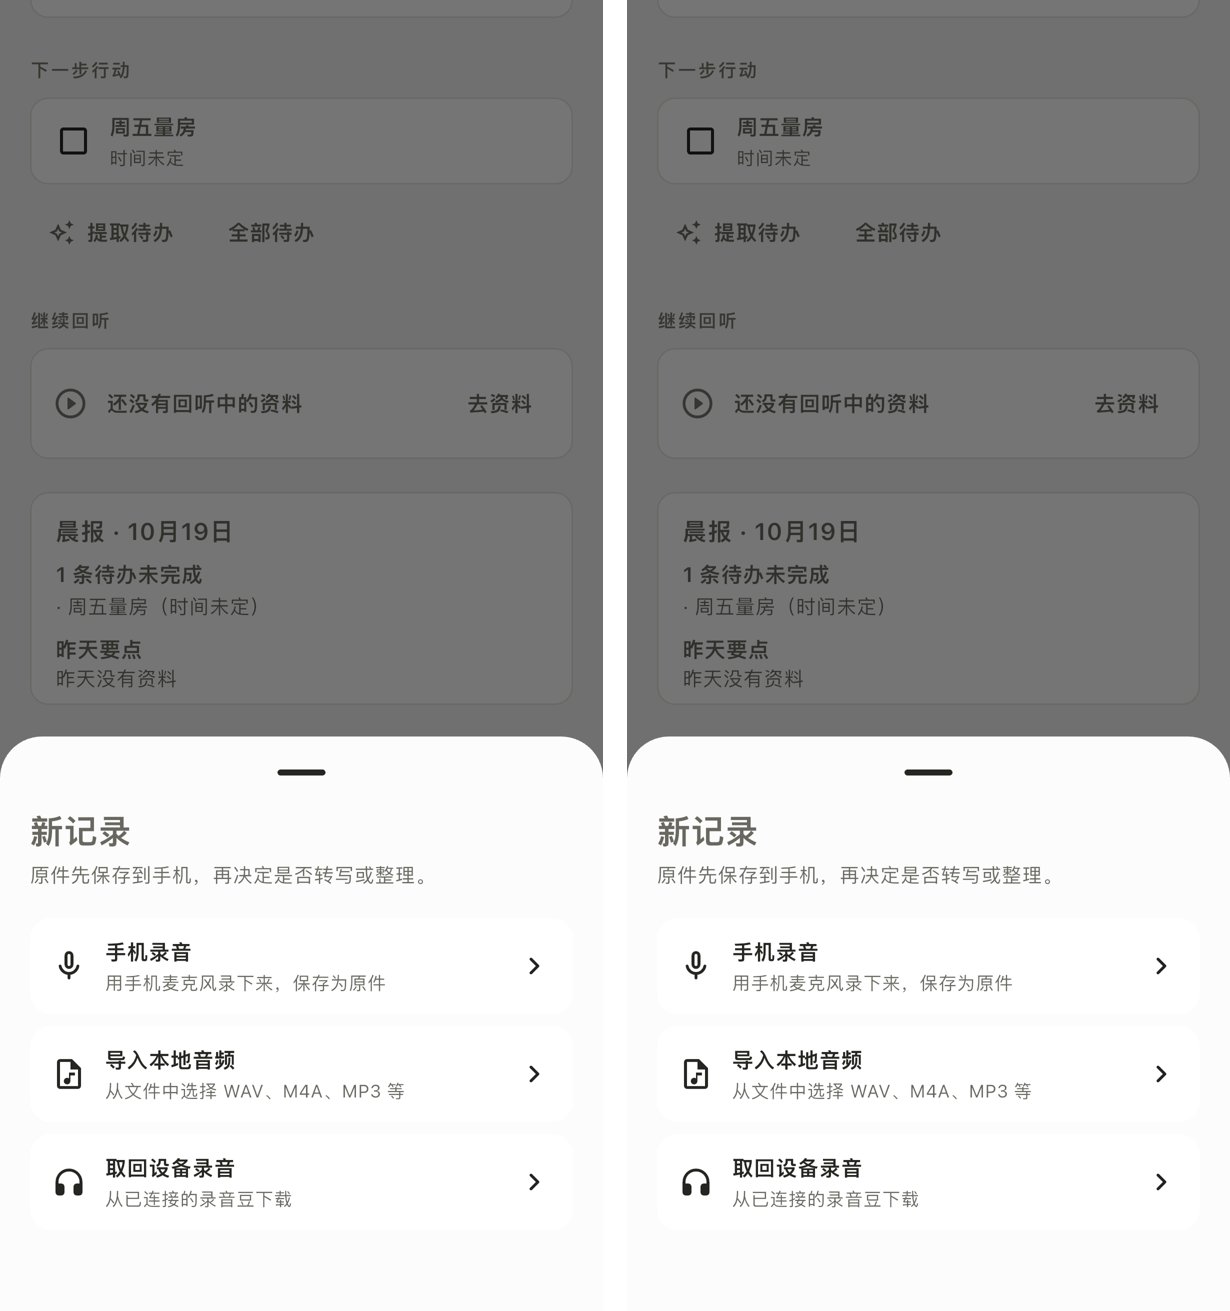 下一步行动
周五量房
时间未定
提取待办
全部待办
继续回听
还没有回听中的资料
去资料
晨报 · 10月19日
1 条待办未完成
· 周五量房（时间未定）
昨天要点
昨天没有资料
新记录
原件先保存到手机，再决定是否转写或整理。
手机录音
用手机麦克风录下来，保存为原件
导入本地音频
从文件中选择 WAV、M4A、MP3 等
取回设备录音
从已连接的录音豆下载
下一步行动
周五量房
时间未定
提取待办
全部待办
继续回听
还没有回听中的资料
去资料
晨报 · 10月19日
1 条待办未完成
· 周五量房（时间未定）
昨天要点
昨天没有资料
新记录
原件先保存到手机，再决定是否转写或整理。
手机录音
用手机麦克风录下来，保存为原件
导入本地音频
从文件中选择 WAV、M4A、MP3 等
取回设备录音
从已连接的录音豆下载